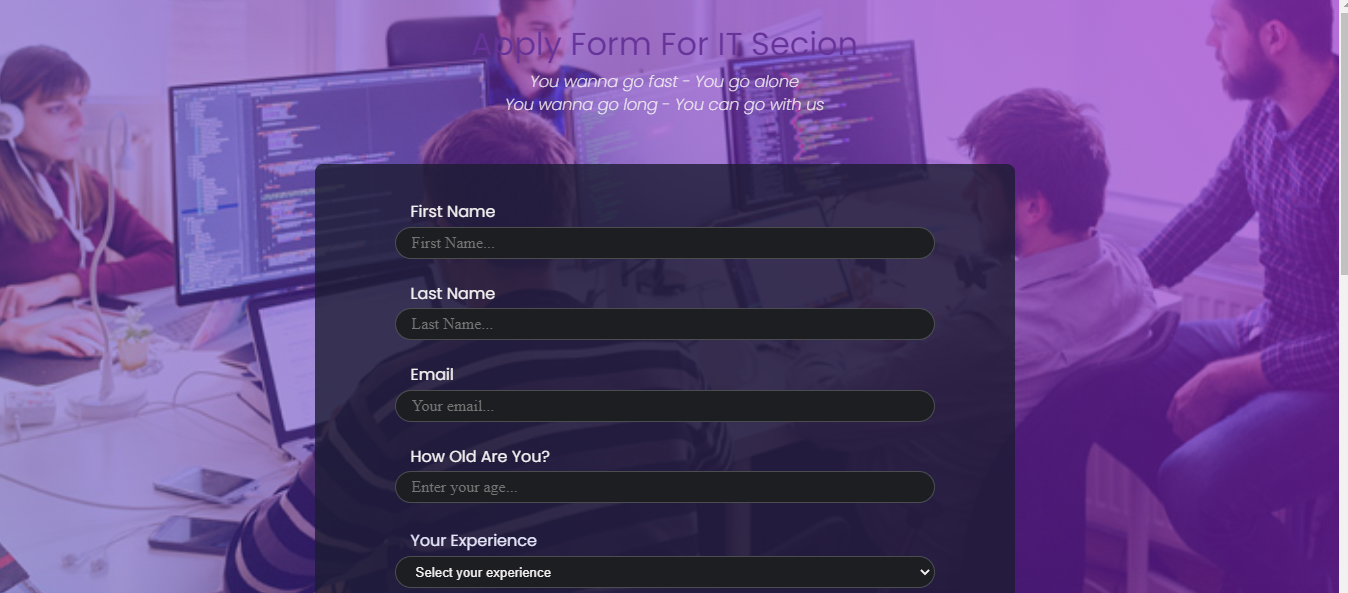 Apply Form For IT Secion
You wanna go fast - You go alone
You wanna go long - You can go with us
First Name
First Name...
Last Name
Last Name...
Email
Your email...
How Old Are You?
Enter your age...
Your Experience
Select your experience